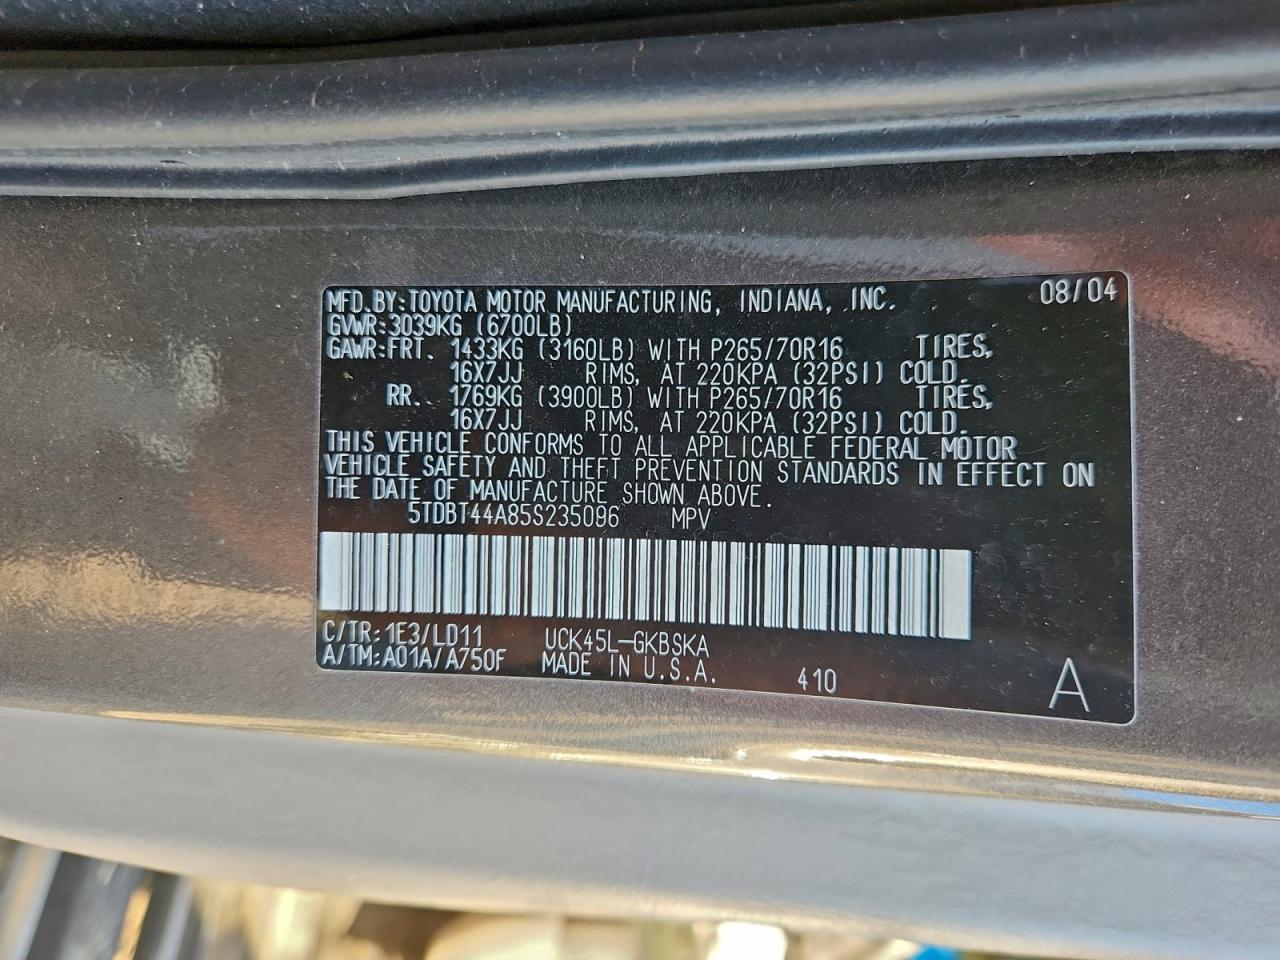 MFD. BY: TOYOTA MOTOR MANUFACTURING, INDIANA, INC. 08/04
GVWR: 3039KG (6700LB)
GAWR: FRT. 1433KG (3160LB) WITH P265/70R16 TIRES,
16X7JJ RIMS, AT 220KPA (32PSI) COLD.
RR. 1769KG (3900LB) WITH P265/70R16 TIRES,
16X7JJ RIMS, AT 220KPA (32PSI) COLD.
THIS VEHICLE CONFORMS TO ALL APPLICABLE FEDERAL MOTOR
VEHICLE SAFETY AND THEFT PREVENTION STANDARDS IN EFFECT ON
THE DATE OF MANUFACTURE SHOWN ABOVE.
5TDBT44A85S235096 MPV
C/TR: 1E3/LD11 UCK45L-GKBSKA
A/TM: A01A/A750F MADE IN U.S.A. 410 A